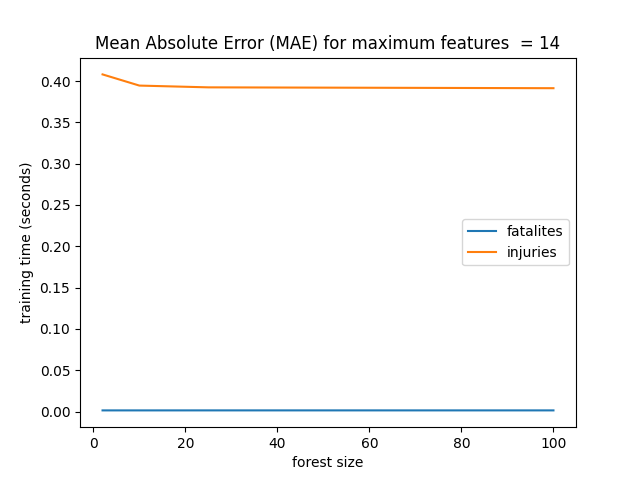 Mean Absolute Error (MAE) for maximum features  = 14
0.40
0.35
0.30
0.25
0.20
0.15
0.10
0.05
0.00
training time (seconds)
fatalites
injuries
0 20 40 60 80 100
forest size